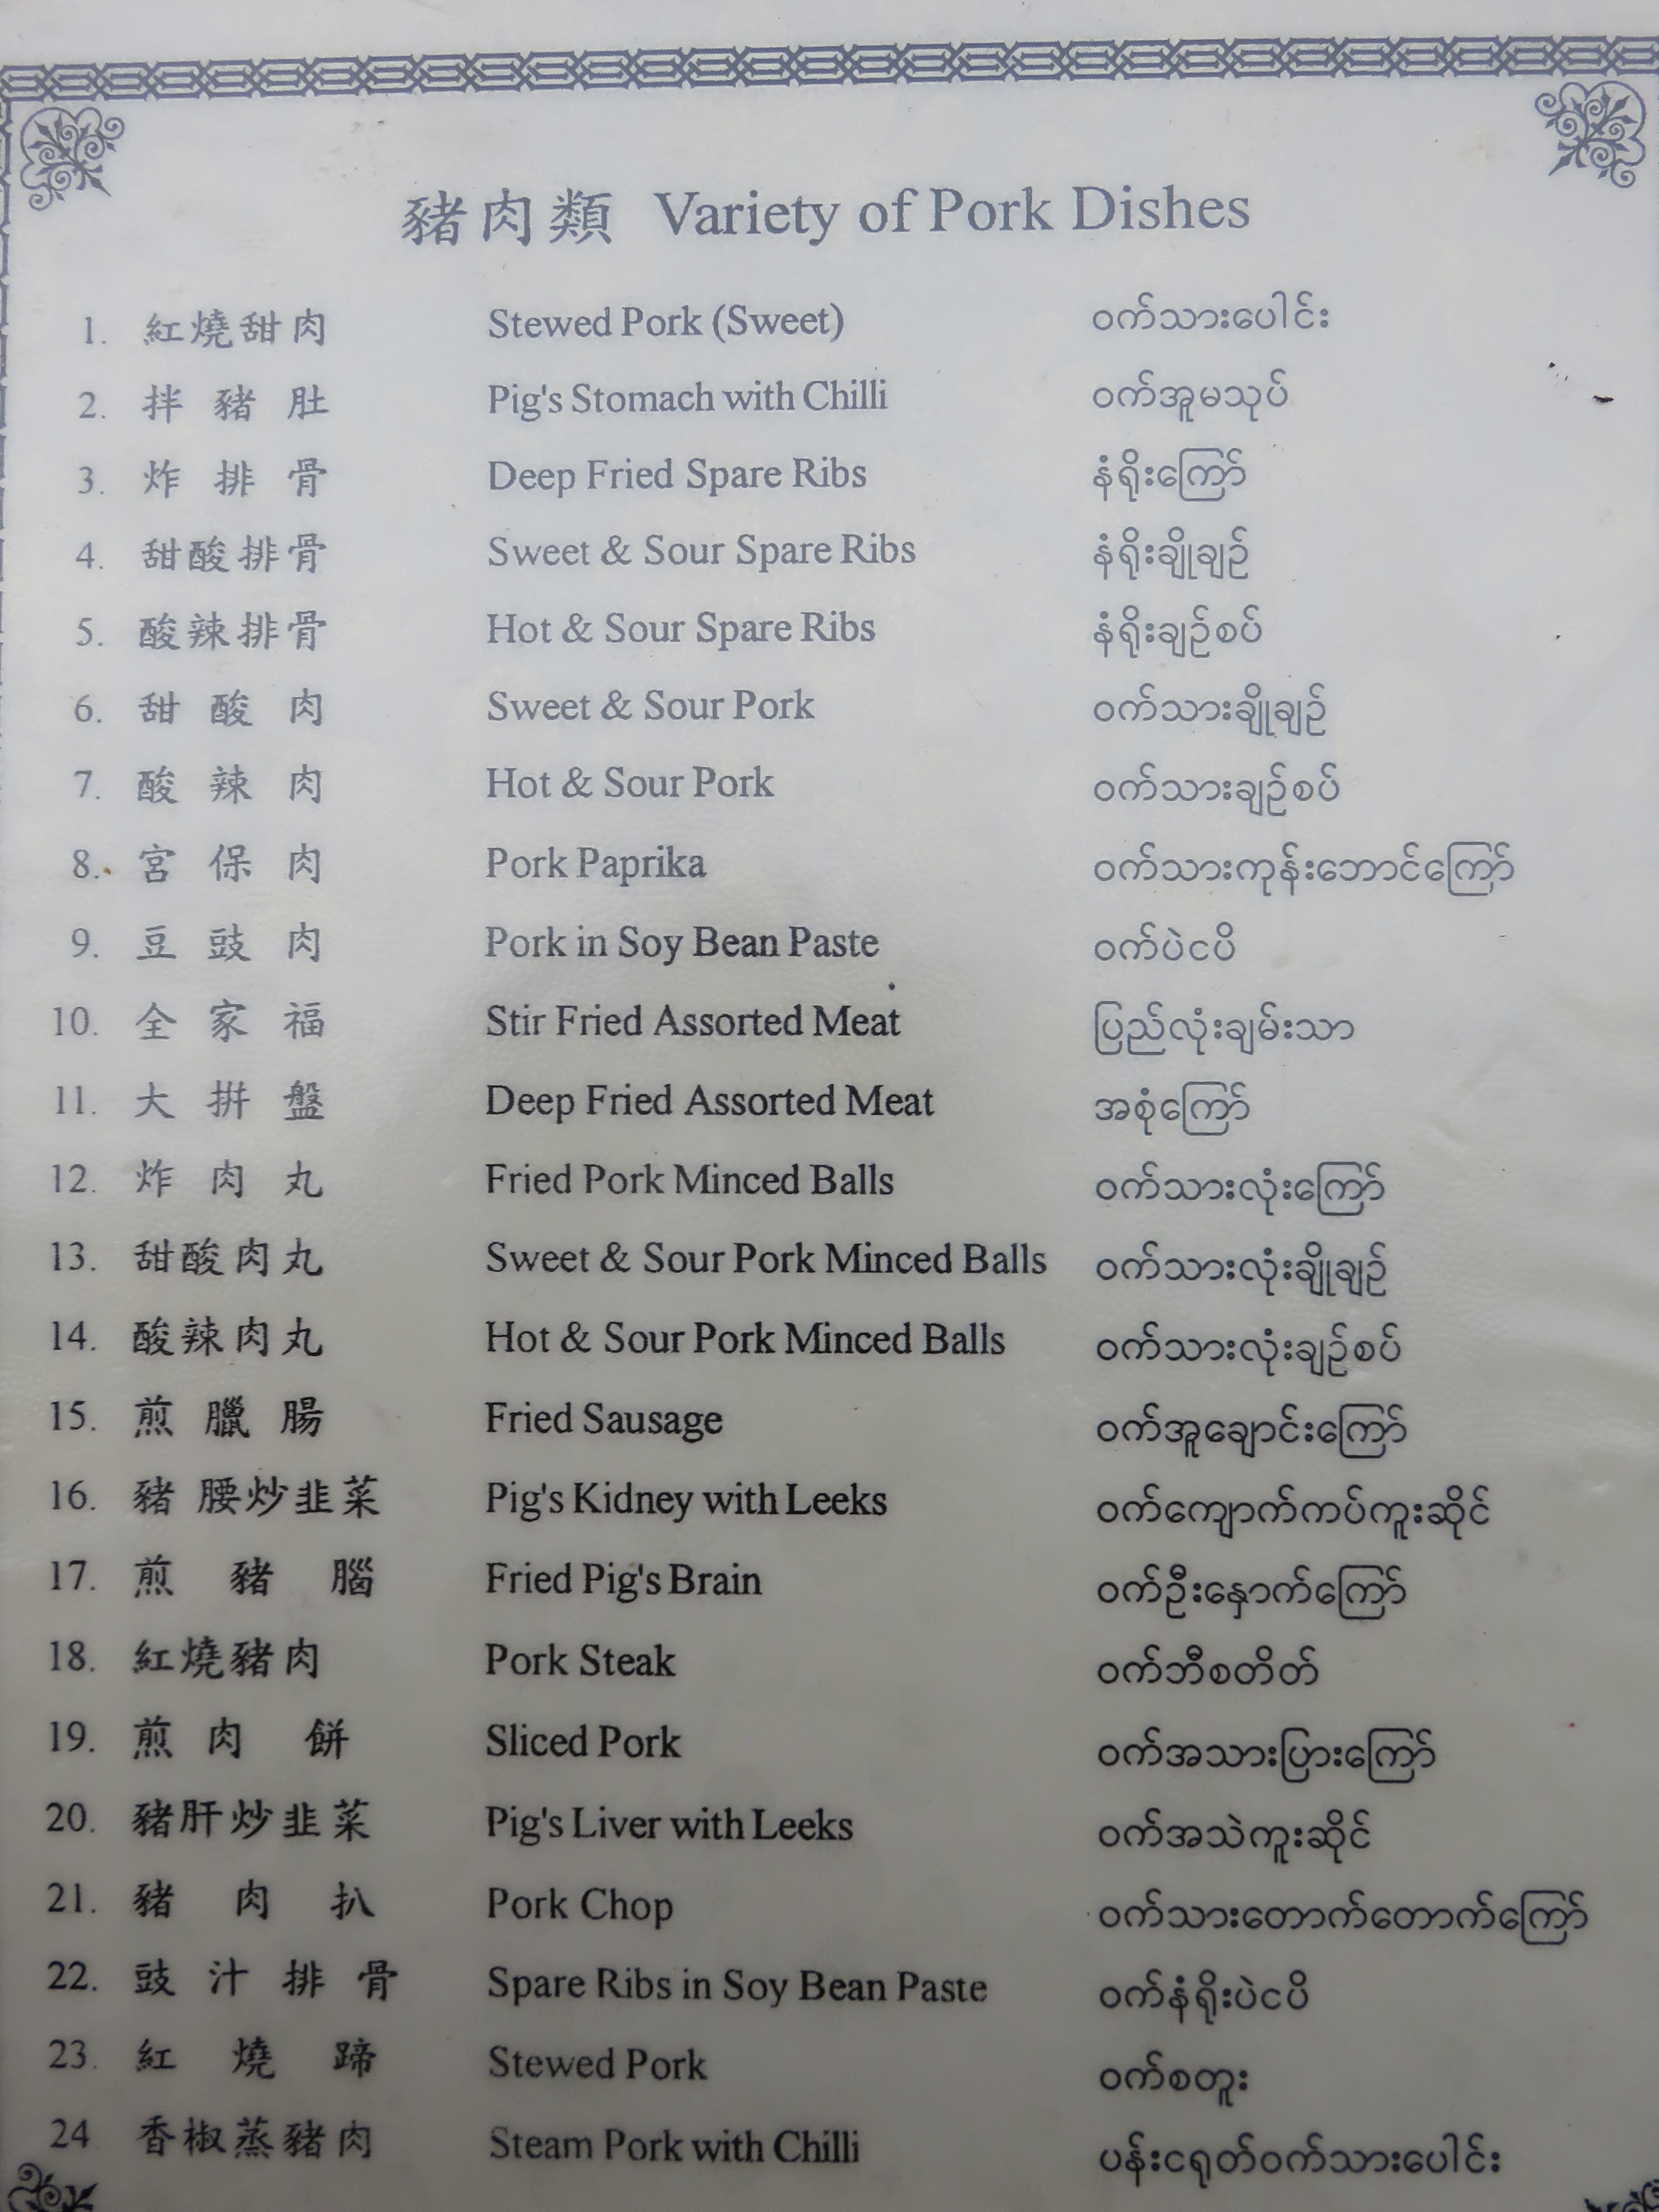 豬肉類 Variety of Pork Dishes
1. 紅燒甜肉 Stewed Pork (Sweet) ဝက်သားပေါင်း
2. 拌豬肚 Pig's Stomach with Chilli ဝက်အူမသုပ်
3. 炸排骨 Deep Fried Spare Ribs နံရိုးကြော်
4. 甜酸排骨 Sweet & Sour Spare Ribs နံရိုးချိုချဉ်
5. 酸辣排骨 Hot & Sour Spare Ribs နံရိုးချဉ်စပ်
6. 甜酸肉 Sweet & Sour Pork ဝက်သားချိုချဉ်
7. 酸辣肉 Hot & Sour Pork ဝက်သားချဉ်စပ်
8. 宮保肉 Pork Paprika ဝက်သားကုန်းဘောင်ကြော်
9. 豆豉肉 Pork in Soy Bean Paste ဝက်ပဲငပိ
10. 全家福 Stir Fried Assorted Meat ပြည်လုံးချမ်းသာ
11. 大拼盤 Deep Fried Assorted Meat အစုံကြော်
12. 炸肉丸 Fried Pork Minced Balls ဝက်သားလုံးကြော်
13. 甜酸肉丸 Sweet & Sour Pork Minced Balls ဝက်သားလုံးချိုချဉ်
14. 酸辣肉丸 Hot & Sour Pork Minced Balls ဝက်သားလုံးချဉ်စပ်
15. 煎臘腸 Fried Sausage ဝက်အူချောင်းကြော်
16. 豬腰炒韭菜 Pig's Kidney with Leeks ဝက်ကျောက်ကပ်ကူးဆိုင်
17. 煎豬腦 Fried Pig's Brain ဝက်ဦးနှောက်ကြော်
18. 紅燒豬肉 Pork Steak ဝက်ဘီစတိတ်
19. 煎肉餅 Sliced Pork ဝက်အသားပြားကြော်
20. 豬肝炒韭菜 Pig's Liver with Leeks ဝက်အသဲကူးဆိုင်
21. 豬肉扒 Pork Chop ဝက်သားတောက်တောက်ကြော်
22. 豉汁排骨 Spare Ribs in Soy Bean Paste ဝက်နံရိုးပဲငပိ
23. 紅燒蹄 Stewed Pork ဝက်စတူး
24 香椒蒸豬肉 Steam Pork with Chilli ပန်းငရုတ်ဝက်သားပေါင်း